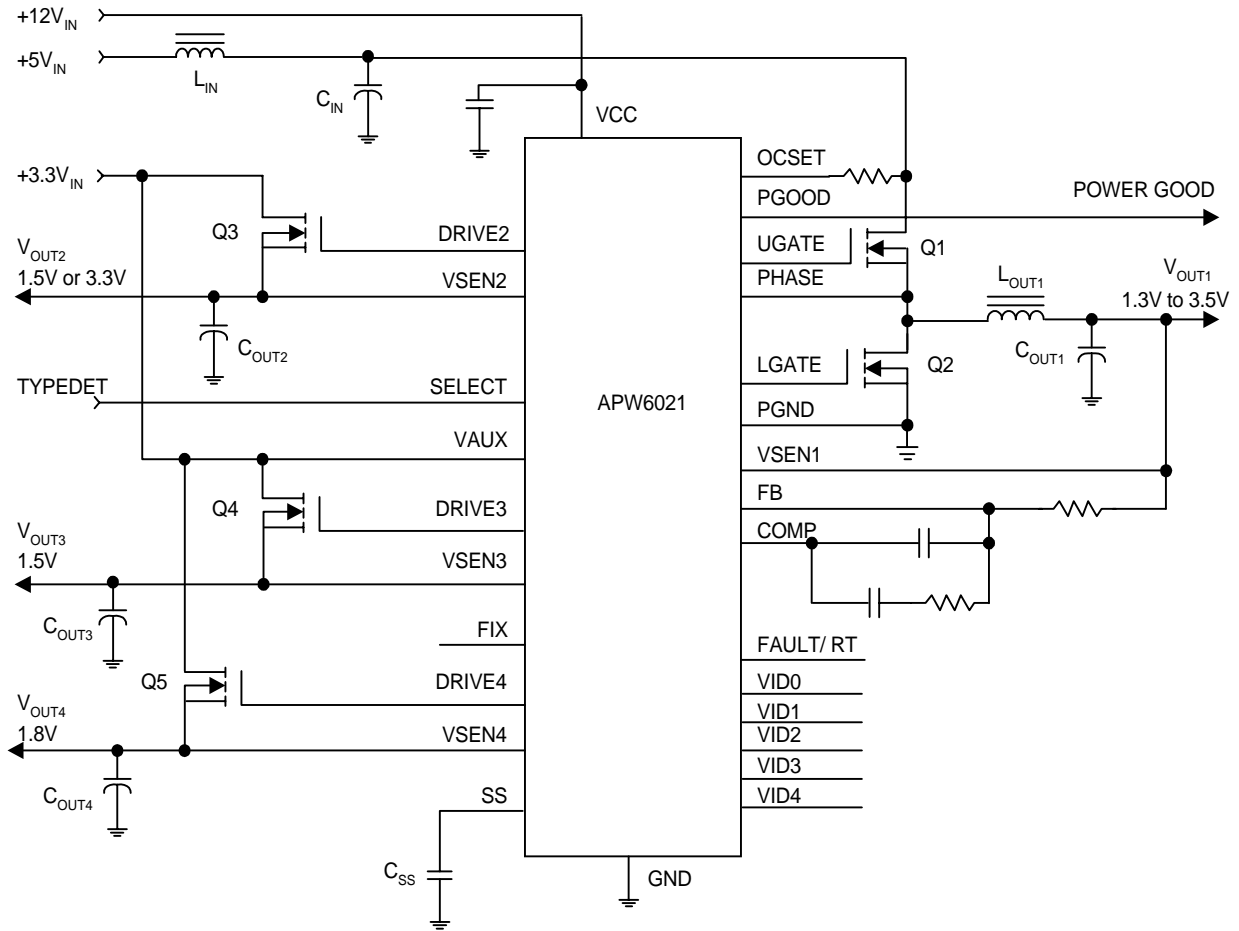 +12V_IN
+5V_IN
L_IN
C_IN
VCC
+3.3V_IN
Q3
DRIVE2
V_OUT2
1.5V or 3.3V
VSEN2
C_OUT2
TYPEDET
SELECT
VAUX
Q4
DRIVE3
V_OUT3
1.5V
VSEN3
C_OUT3
FIX
Q5
DRIVE4
V_OUT4
1.8V
VSEN4
C_OUT4
SS
C_SS
GND
APW6021
OCSET
PGOOD
POWER GOOD
UGATE
Q1
PHASE
L_OUT1
V_OUT1
1.3V to 3.5V
C_OUT1
LGATE
Q2
PGND
VSEN1
FB
COMP
FAULT/ RT
VID0
VID1
VID2
VID3
VID4